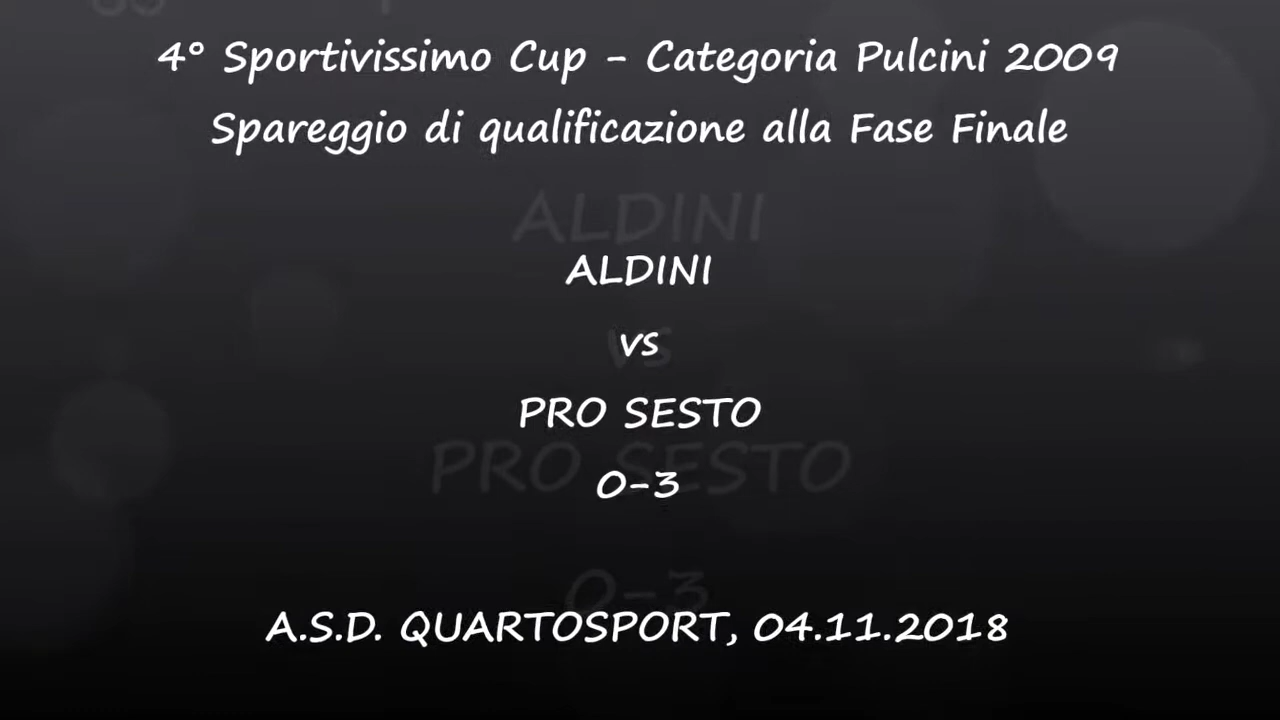 4° Sportivissimo Cup - Categoria Pulcini 2009
Spareggio di qualificazione alla Fase Finale
ALDINI
vs
PRO SESTO
0-3
A.S.D. QUARTOSPORT, 04.11.2018